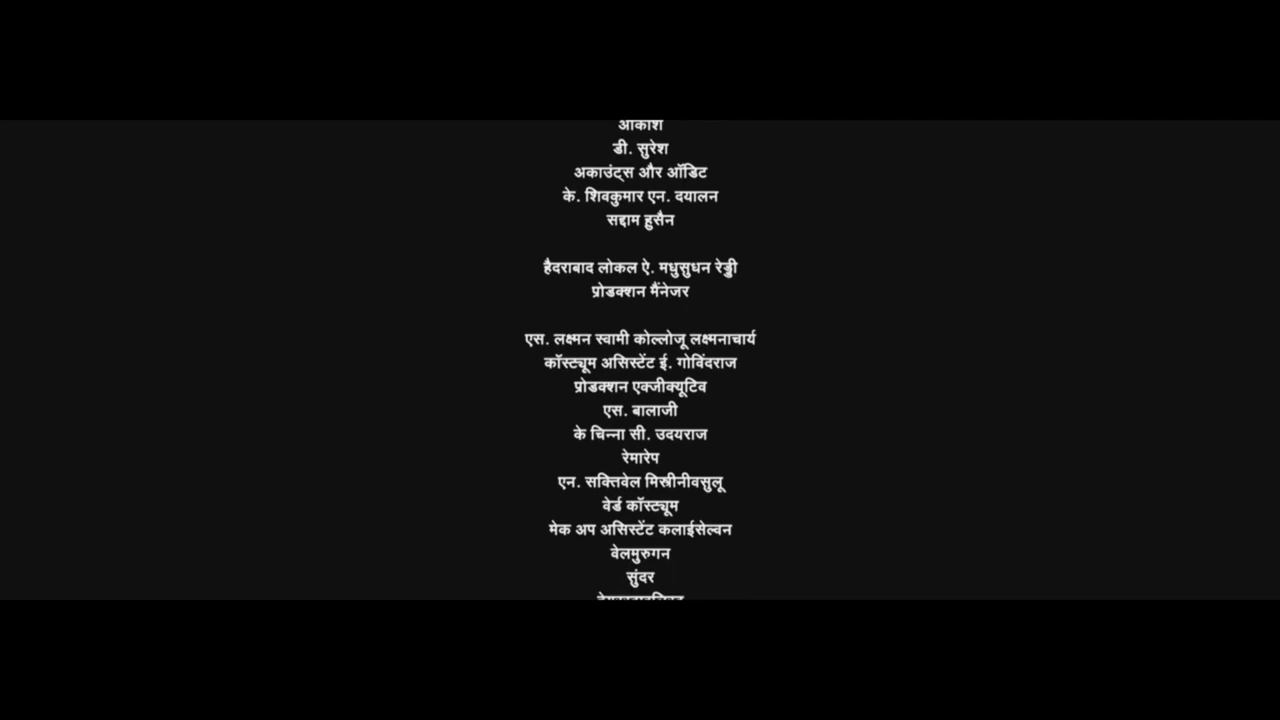 आकाश
डी. सुरेश
अकाउंट्स और ऑडिट
के. शिवकुमार एन. दयालन
सद्दाम हुसैन
हैदराबाद लोकल ऐ. मधुसुधन रेड्डी
प्रोडक्शन मैंनेजर
एस. लक्ष्मन स्वामी कोल्लोजू लक्ष्मनाचार्य
कॉस्ट्यूम असिस्टेंट ई. गोविंदराज
प्रोडक्शन एक्जीक्यूटिव
एस. बालाजी
के चिन्ना सी. उदयराज
रेमारेप
एन. सक्तिवेल मिस्रीनीवसुलू
वेर्ड कॉस्ट्यूम
मेक अप असिस्टेंट कलाईसेल्वन
वेलमुरुगन
सुंदर